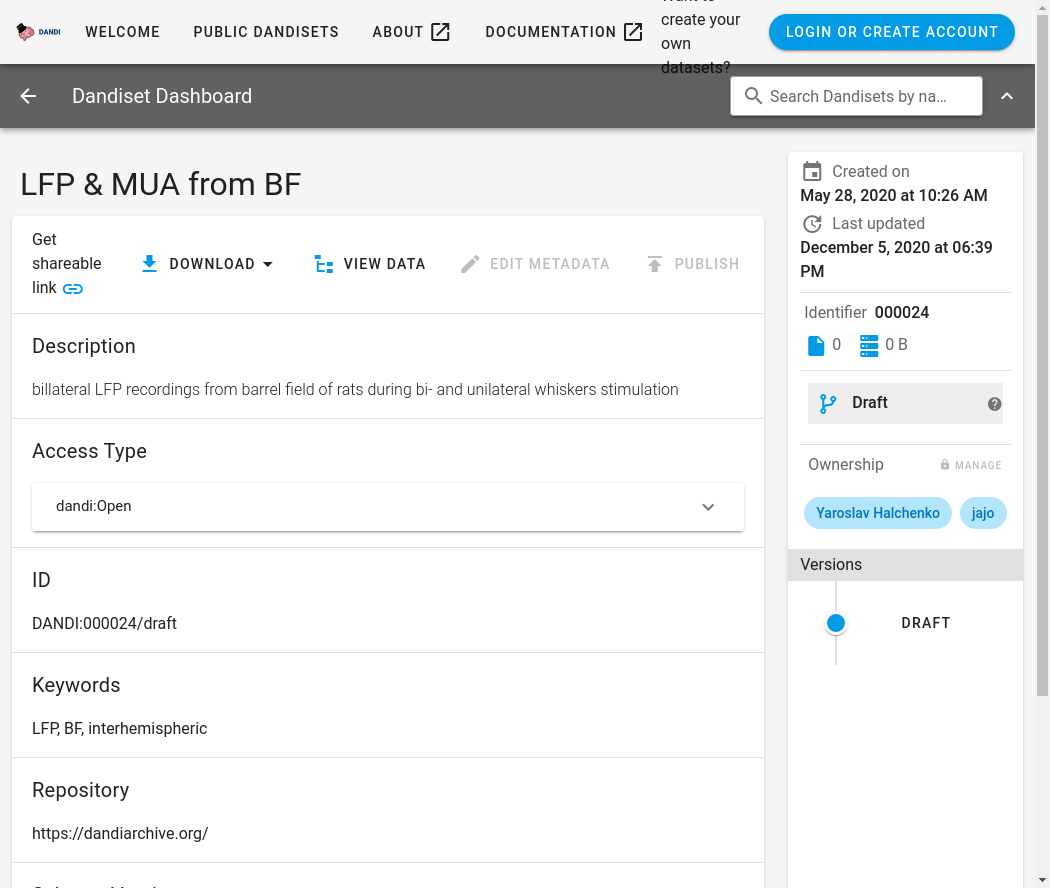 DANDI
WELCOME
PUBLIC DANDISETS
ABOUT
DOCUMENTATION
create your
own
datasets?
LOGIN OR CREATE ACCOUNT
Dandiset Dashboard
Search Dandisets by na...
LFP & MUA from BF
Get
shareable
link
DOWNLOAD
VIEW DATA
EDIT METADATA
PUBLISH
Description
billateral LFP recordings from barrel field of rats during bi- and unilateral whiskers stimulation
Access Type
dandi:Open
ID
DANDI:000024/draft
Keywords
LFP, BF, interhemispheric
Repository
https://dandiarchive.org/
Created on
May 28, 2020 at 10:26 AM
Last updated
December 5, 2020 at 06:39
PM
Identifier 000024
0
0 B
Draft
Ownership
MANAGE
Yaroslav Halchenko
jajo
Versions
DRAFT